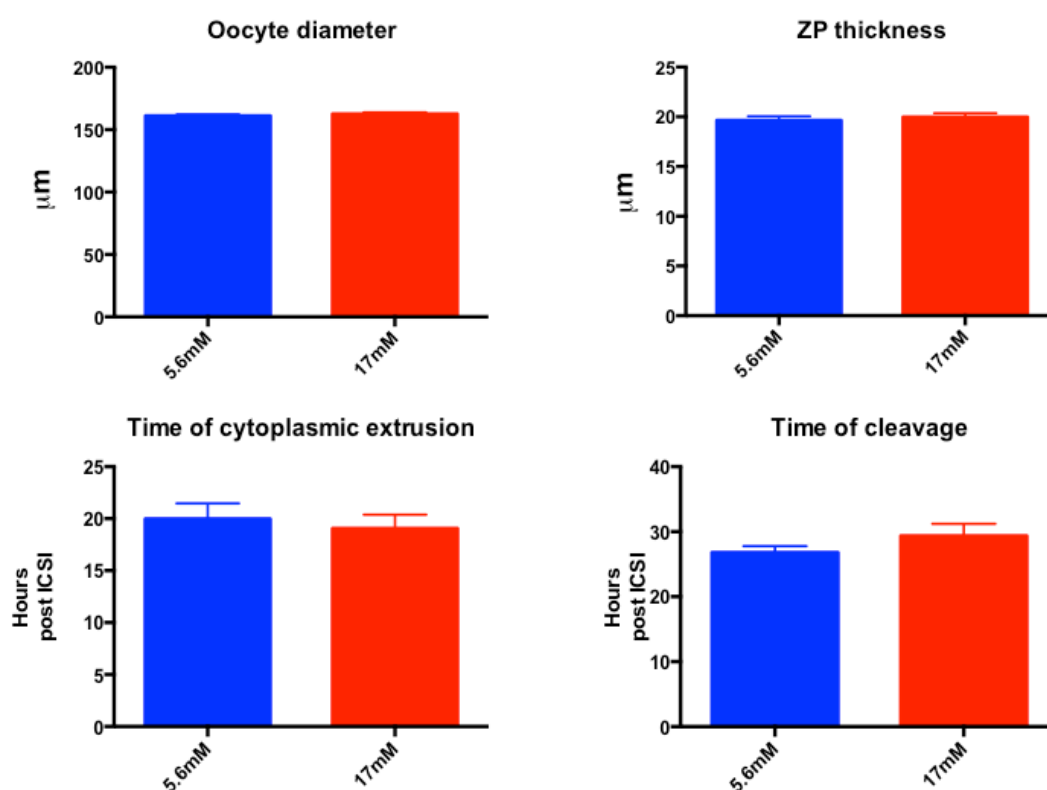 Oocyte diameter
200
150
100
50
0
μm
5.6mM
17mM
ZP thickness
25
20
15
10
5
0
μm
5.6mM
17mM
Time of cytoplasmic extrusion
25
20
15
10
5
0
Hours
post ICSI
5.6mM
17mM
Time of cleavage
40
30
20
10
0
Hours
post ICSI
5.6mM
17mM